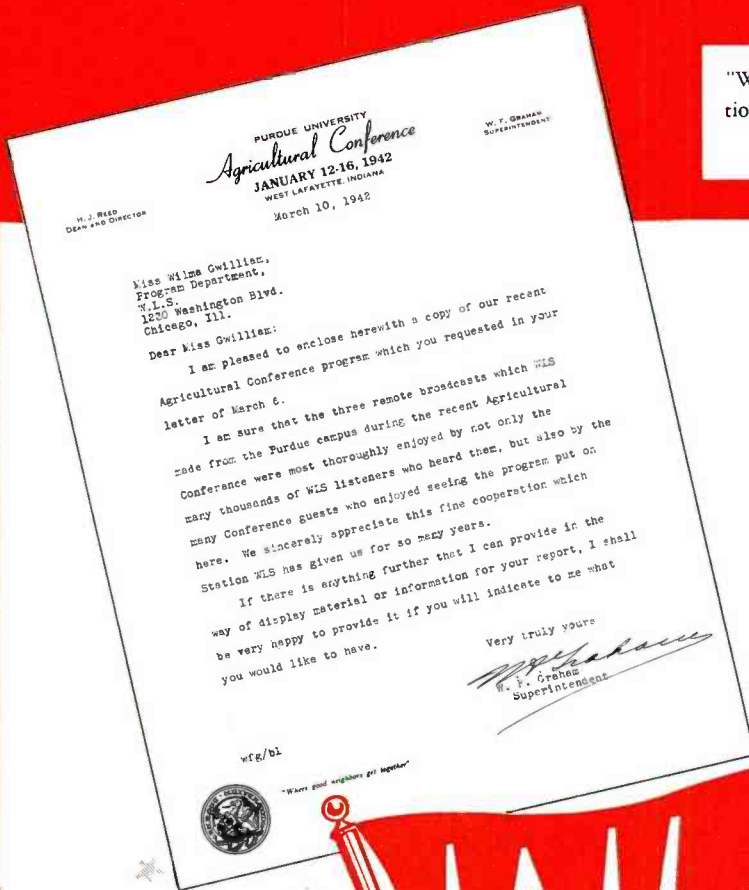 "W
tio
PURDUE UNIVERSITY
Agricultural Conference
JANUARY 12-16, 1942
WEST LAFAYETTE, INDIANA
H. J. REED
DEAN AND DIRECTOR
W. F. GRAHAM
SUPERINTENDENT
March 10, 1942
Miss Wilma Gwilliam,
Program Department,
W.L.S.
1230 Washington Blvd.
Chicago, Ill.
Dear Miss Gwilliam:
I am pleased to enclose herewith a copy of our recent
Agricultural Conference program which you requested in your
letter of March 6.
I am sure that the three remote broadcasts which WLS
made from the Purdue campus during the recent Agricultural
Conference were most thoroughly enjoyed by not only the
many thousands of WLS listeners who heard them, but also by the
many Conference guests who enjoyed seeing the program put on
here. We sincerely appreciate this fine cooperation which
Station WLS has given us for so many years.
If there is anything further that I can provide in the
way of display material or information for your report, I shall
be very happy to provide it if you will indicate to me what
you would like to have.
Very truly yours
W F Graham
W. F. Graham
Superintendent
wfg/bl
"Where good neighbors get together"